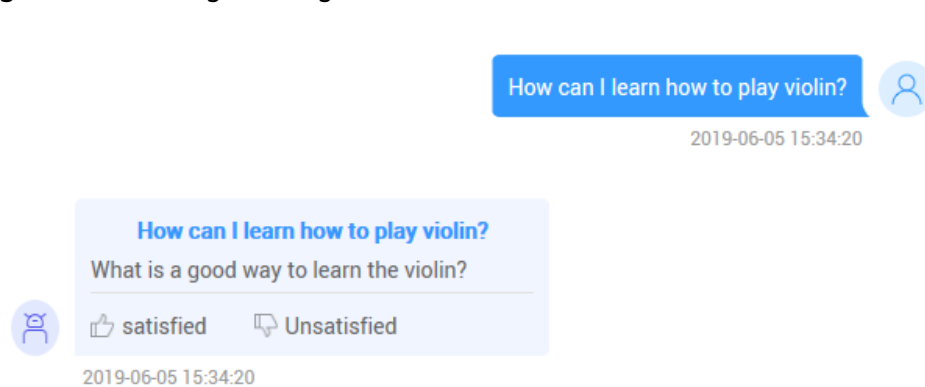 How can I learn how to play violin?
2019-06-05 15:34:20
How can I learn how to play violin?
What is a good way to learn the violin?
satisfied Unsatisfied
2019-06-05 15:34:20